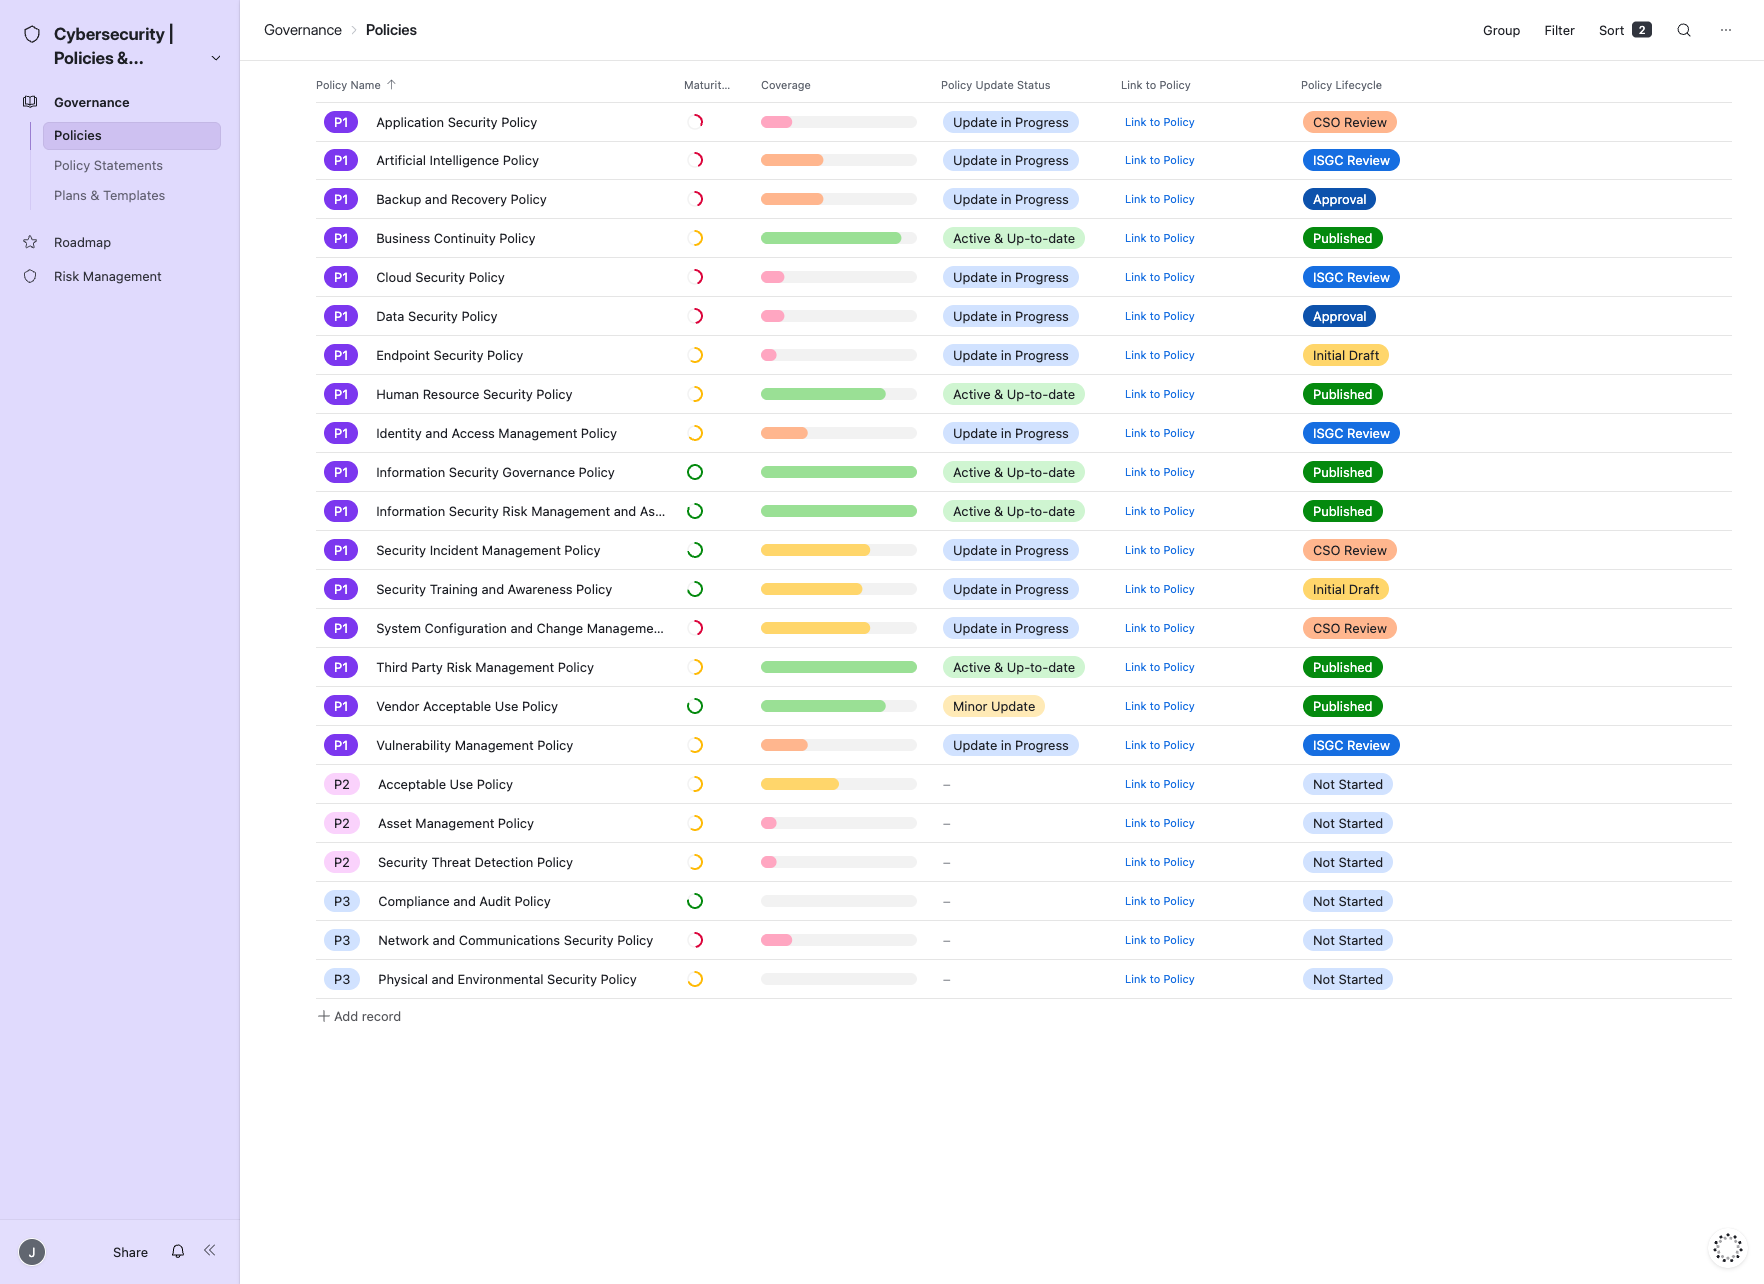 Cybersecurity |
Policies &...
Governance
Policies
Policy Statements
Plans & Templates
Roadmap
Risk Management
J
Share
Governance > Policies
Group Filter Sort 2 ...
Policy Name ↑ Maturit... Coverage Policy Update Status Link to Policy Policy Lifecycle
P1 Application Security Policy Update in Progress Link to Policy CSO Review
P1 Artificial Intelligence Policy Update in Progress Link to Policy ISGC Review
P1 Backup and Recovery Policy Update in Progress Link to Policy Approval
P1 Business Continuity Policy Active & Up-to-date Link to Policy Published
P1 Cloud Security Policy Update in Progress Link to Policy ISGC Review
P1 Data Security Policy Update in Progress Link to Policy Approval
P1 Endpoint Security Policy Update in Progress Link to Policy Initial Draft
P1 Human Resource Security Policy Active & Up-to-date Link to Policy Published
P1 Identity and Access Management Policy Update in Progress Link to Policy ISGC Review
P1 Information Security Governance Policy Active & Up-to-date Link to Policy Published
P1 Information Security Risk Management and As... Active & Up-to-date Link to Policy Published
P1 Security Incident Management Policy Update in Progress Link to Policy CSO Review
P1 Security Training and Awareness Policy Update in Progress Link to Policy Initial Draft
P1 System Configuration and Change Manageme... Update in Progress Link to Policy CSO Review
P1 Third Party Risk Management Policy Active & Up-to-date Link to Policy Published
P1 Vendor Acceptable Use Policy Minor Update Link to Policy Published
P1 Vulnerability Management Policy Update in Progress Link to Policy ISGC Review
P2 Acceptable Use Policy – Link to Policy Not Started
P2 Asset Management Policy – Link to Policy Not Started
P2 Security Threat Detection Policy – Link to Policy Not Started
P3 Compliance and Audit Policy – Link to Policy Not Started
P3 Network and Communications Security Policy – Link to Policy Not Started
P3 Physical and Environmental Security Policy – Link to Policy Not Started
+ Add record